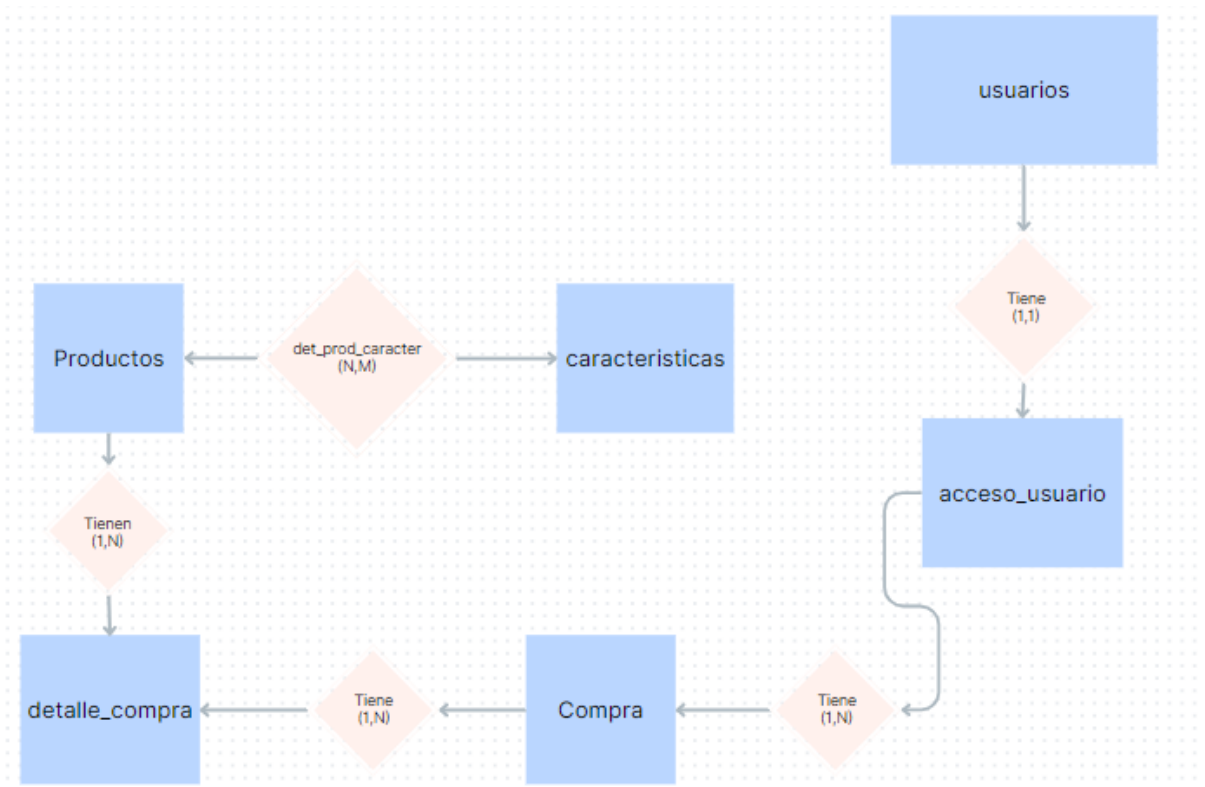 usuarios
Tiene
(1,1)
Productos
det_prod_caracter
(N,M)
caracteristicas
acceso_usuario
Tienen
(1,N)
detalle_compra
Tiene
(1,N)
Compra
Tiene
(1,N)